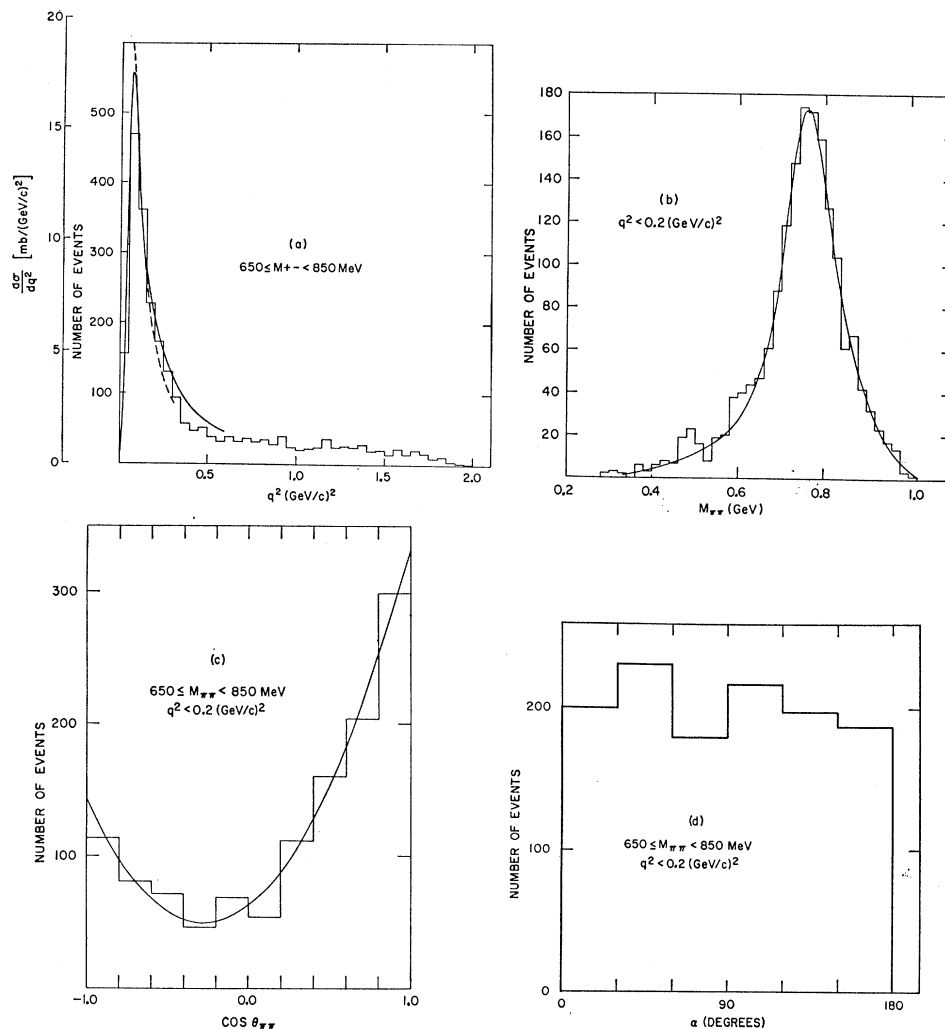 20
15
10
5
0
dσ/dq² [mb/(GeV/c)²]
NUMBER OF EVENTS
500
400
300
200
100
(a)
650 ≤ M+− < 850 MeV
0.5
1.0
1.5
2.0
q² (GeV/c)²
180
160
140
120
100
80
60
40
20
NUMBER OF EVENTS
(b)
q² < 0.2 (GeV/c)²
0.2
0.4
0.6
0.8
1.0
Mππ (GeV)
300
200
100
NUMBER OF EVENTS
(c)
650 ≤ Mππ < 850 MeV
q² < 0.2 (GeV/c)²
-1.0
0.0
1.0
COS θππ
200
100
0
NUMBER OF EVENTS
(d)
650 ≤ Mππ < 850 MeV
q² < 0.2 (GeV/c)²
0
90
180
α (DEGREES)